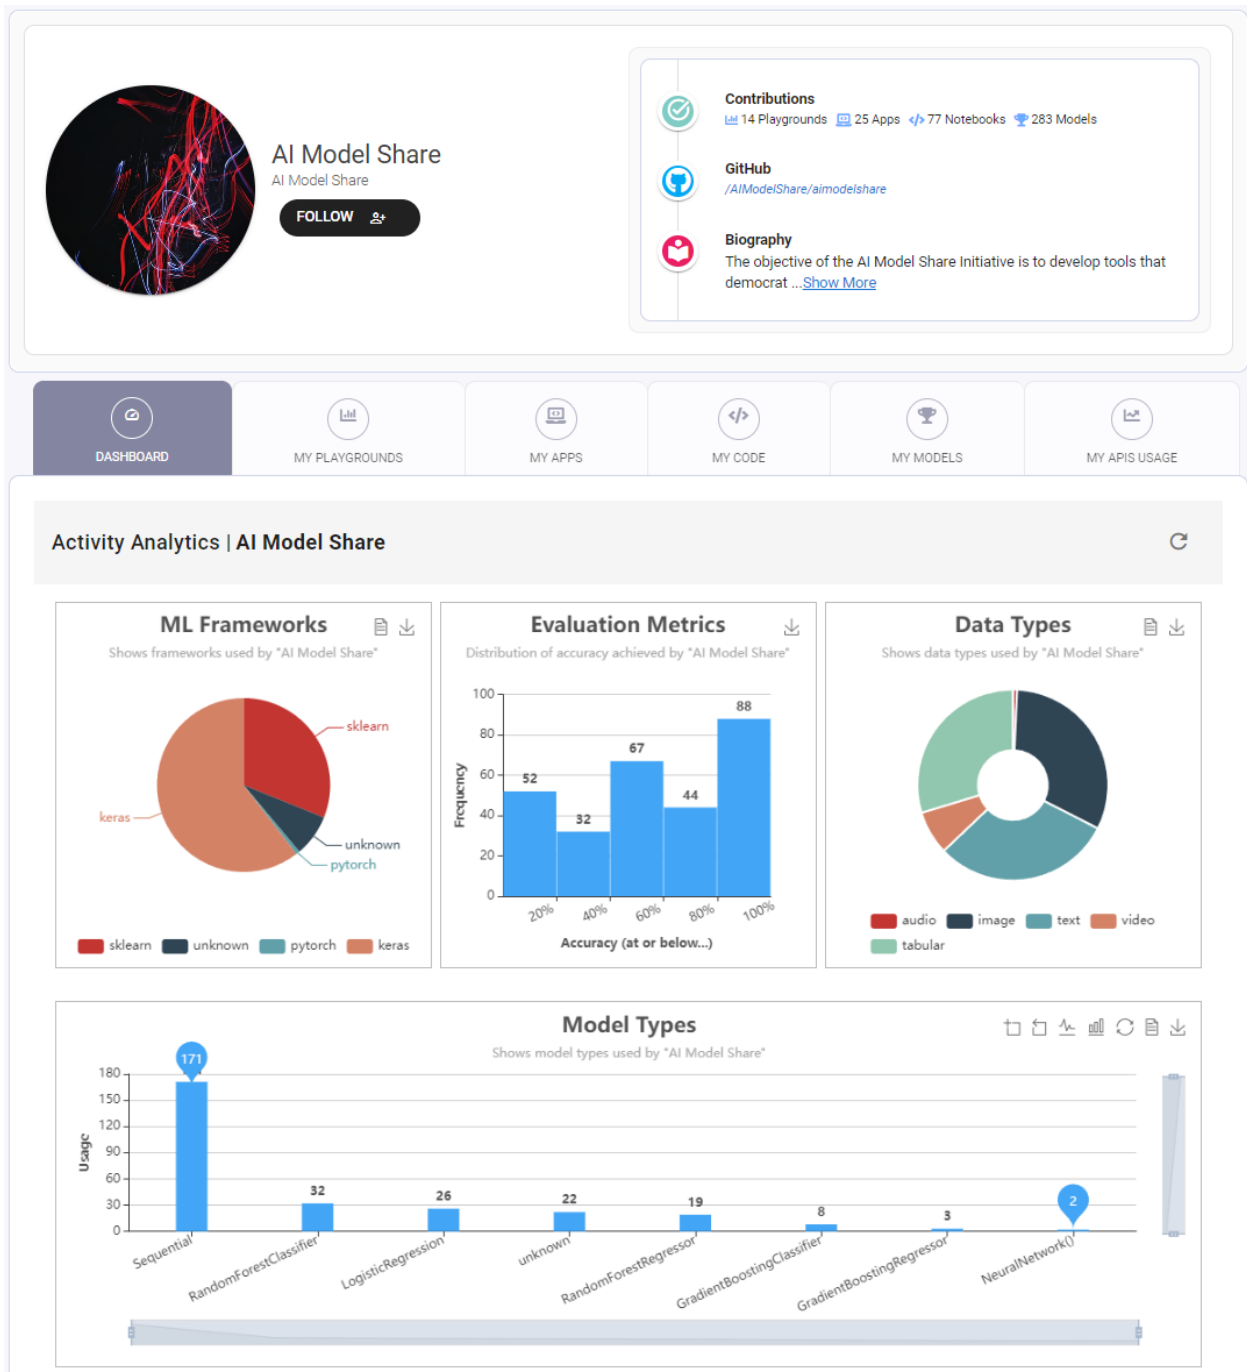 AI Model Share
AI Model Share
FOLLOW
Contributions
14 Playgrounds 25 Apps 77 Notebooks 283 Models
GitHub
/AIModelShare/aimodelshare
Biography
The objective of the AI Model Share Initiative is to develop tools that
democrat ...Show More
DASHBOARD
MY PLAYGROUNDS
MY APPS
MY CODE
MY MODELS
MY APIS USAGE
Activity Analytics | AI Model Share
ML Frameworks
Shows frameworks used by "AI Model Share"
sklearn
keras
unknown
pytorch
sklearn unknown pytorch keras
Evaluation Metrics
Distribution of accuracy achieved by "AI Model Share"
Frequency
100
80
60
40
20
0
52
32
67
44
88
20% 40% 60% 80% 100%
Accuracy (at or below...)
Data Types
Shows data types used by "AI Model Share"
audio image text video
tabular
Model Types
Shows model types used by "AI Model Share"
Usage
180
150
120
90
60
30
0
171
32
26
22
19
8
3
2
Sequential
RandomForestClassifier
LogisticRegression
unknown
RandomForestRegressor
GradientBoostingClassifier
GradientBoostingRegressor
NeuralNetwork()